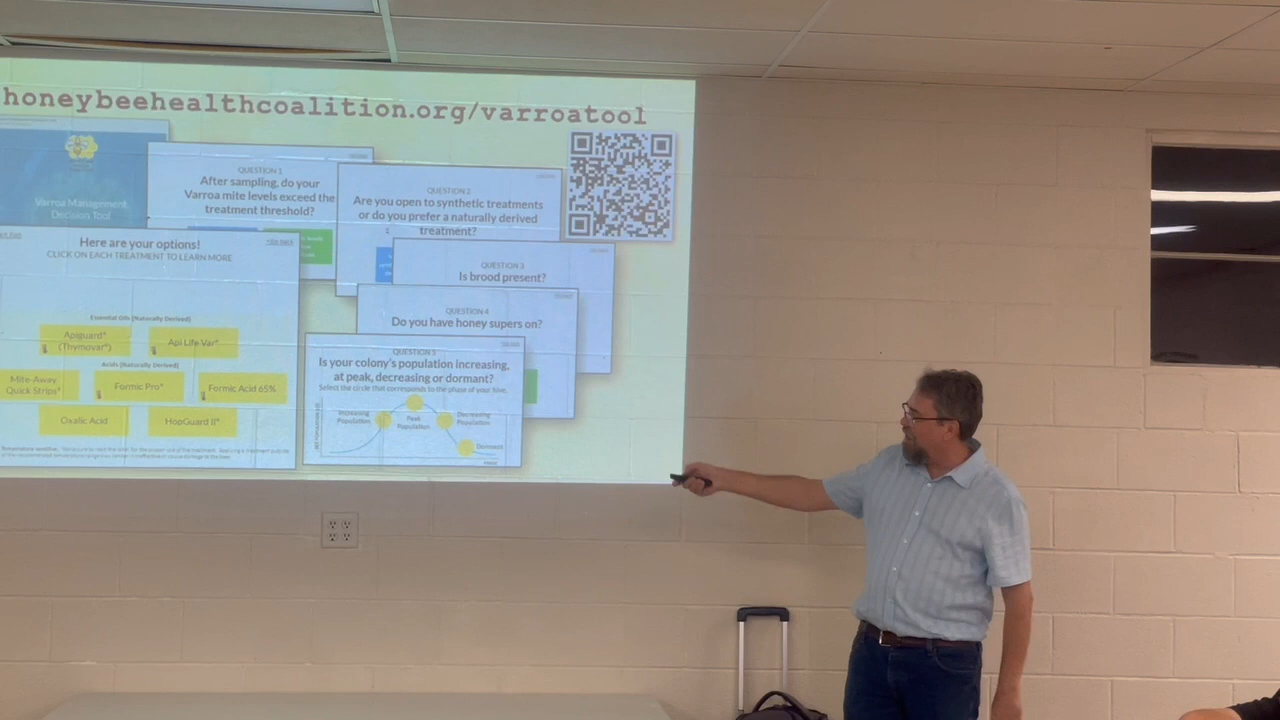 honeybeehealthcoalition.org/varroatool
Varroa Management
Decision Tool
QUESTION 1
After sampling, do your
Varroa mite levels exceed the
treatment threshold?
QUESTION 2
Are you open to synthetic treatments
or do you prefer a naturally derived
treatment?
QUESTION 3
Is brood present?
QUESTION 4
Do you have honey supers on?
QUESTION 5
Is your colony's population increasing,
at peak, decreasing or dormant?
Select the circle that corresponds to the phase of your hive.
Increasing
Population
Peak
Population
Decreasing
Population
Dormant
Here are your options!
CLICK ON EACH TREATMENT TO LEARN MORE
Essential Oils (Naturally Derived)
Apiguard®
(Thymovar®)
Api Life Var®
Acids (Naturally Derived)
Mite-Away
Quick Strips®
Formic Pro®
Formic Acid 65%
Oxalic Acid
HopGuard II®